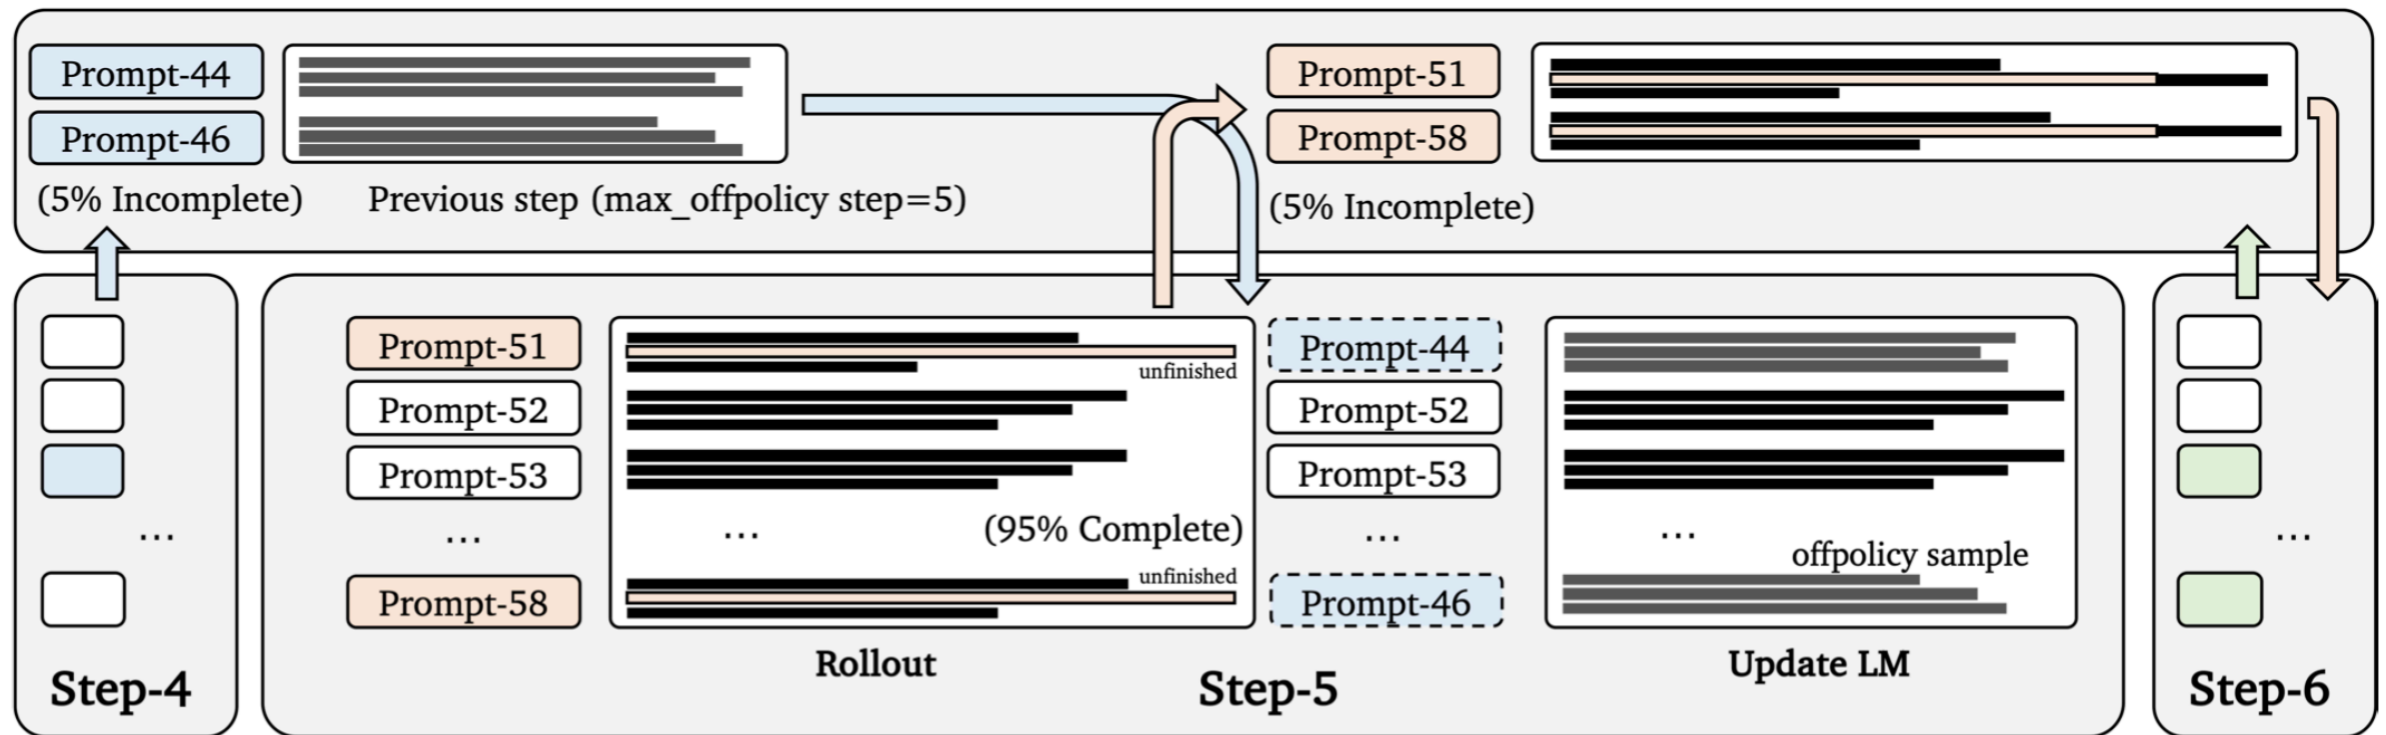 Prompt-44
Prompt-46
(5% Incomplete)
Previous step (max_offpolicy step=5)
Prompt-51
Prompt-58
(5% Incomplete)
...
Step-4
Prompt-51
Prompt-52
Prompt-53
...
Prompt-58
unfinished
...
(95% Complete)
unfinished
Rollout
Prompt-44
Prompt-52
Prompt-53
...
Prompt-46
...
offpolicy sample
Update LM
Step-5
...
Step-6